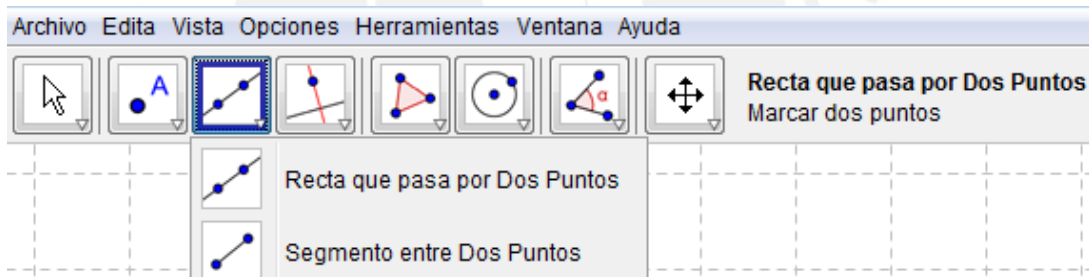 Archivo Edita Vista Opciones Herramientas Ventana Ayuda
A
α
Recta que pasa por Dos Puntos
Marcar dos puntos
Recta que pasa por Dos Puntos
Segmento entre Dos Puntos